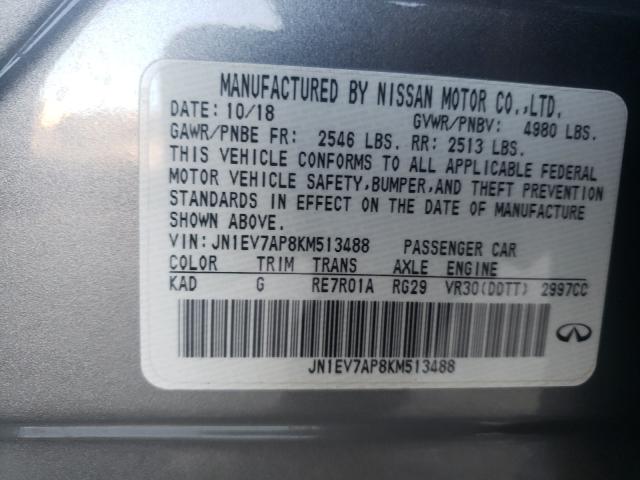 MANUFACTURED BY NISSAN MOTOR CO.,LTD.
DATE: 10/18 GVWR/PNBV: 4980 LBS.
GAWR/PNBE FR: 2546 LBS. RR: 2513 LBS.
THIS VEHICLE CONFORMS TO ALL APPLICABLE FEDERAL
MOTOR VEHICLE SAFETY,BUMPER,AND THEFT PREVENTION
STANDARDS IN EFFECT ON THE DATE OF MANUFACTURE
SHOWN ABOVE.
VIN:JN1EV7AP8KM513488 PASSENGER CAR
COLOR TRIM TRANS AXLE ENGINE
KAD G RE7R01A RG29 VR30(DDTT) 2997CC
JN1EV7AP8KM513488